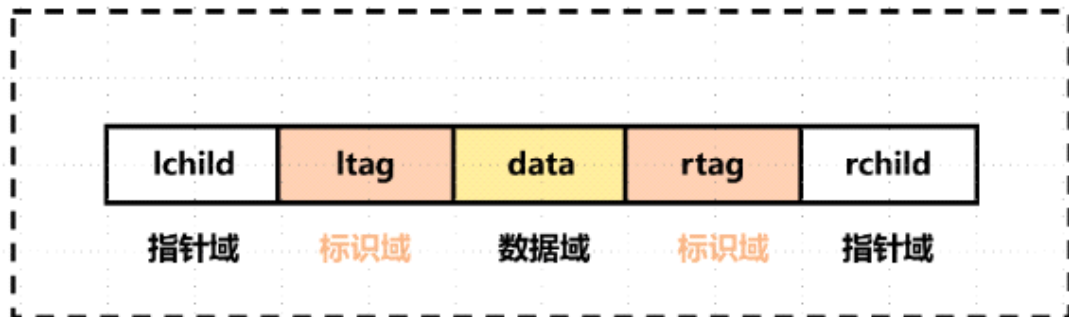 lchild ltag data rtag rchild
指针域 标识域 数据域 标识域 指针域